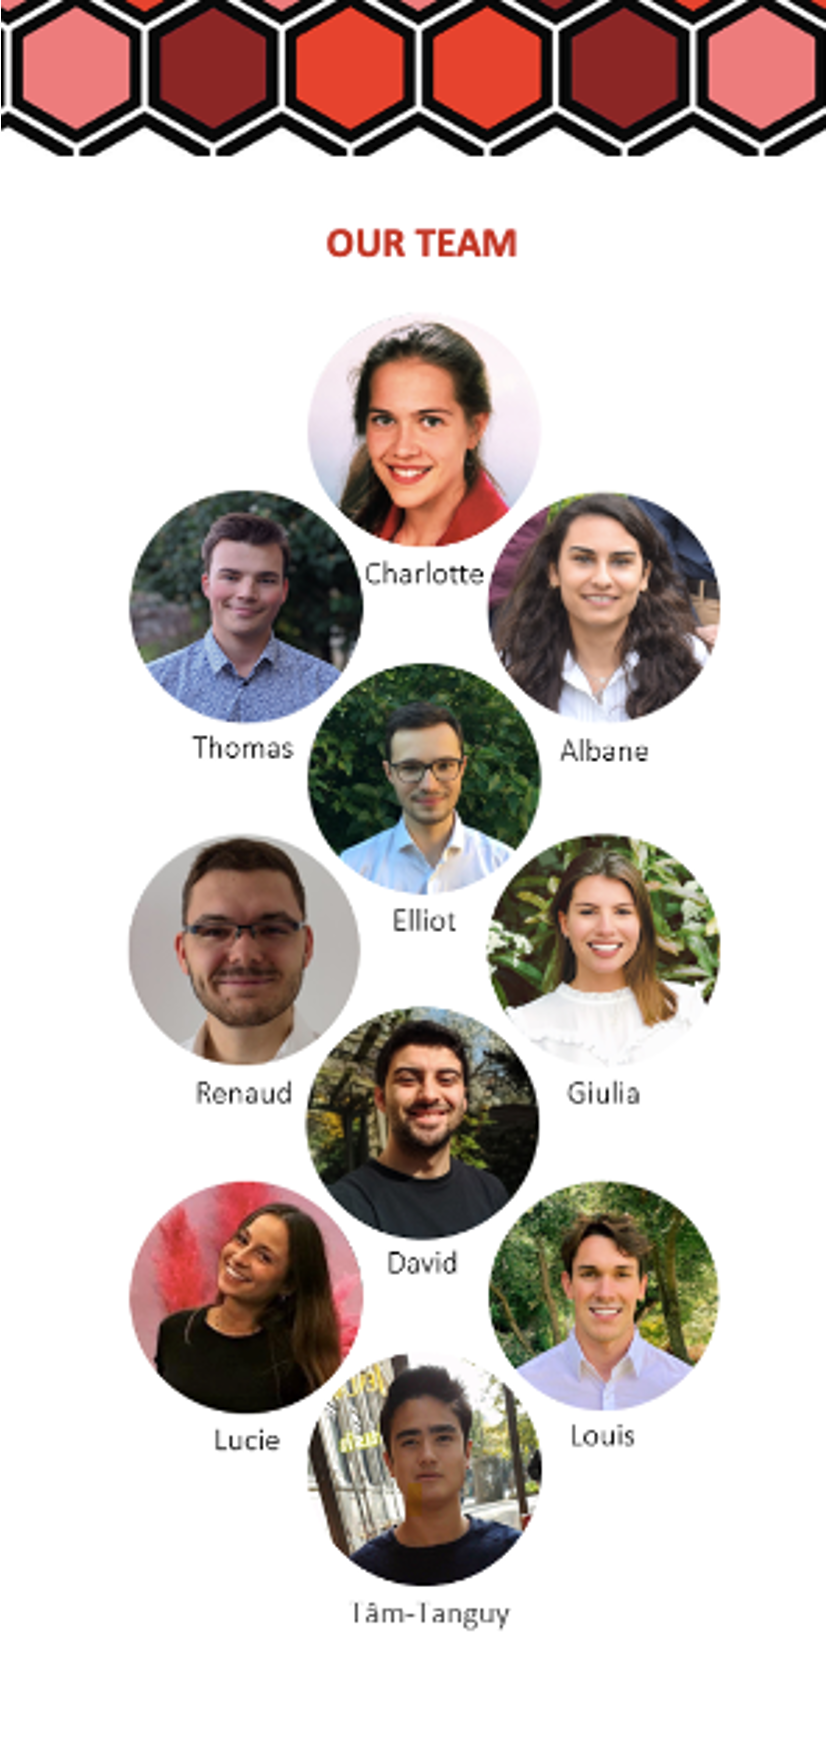 OUR TEAM
Charlotte
Thomas
Albane
Elliot
Renaud
Giulia
David
Lucie
Louis
Tâm-Tanguy